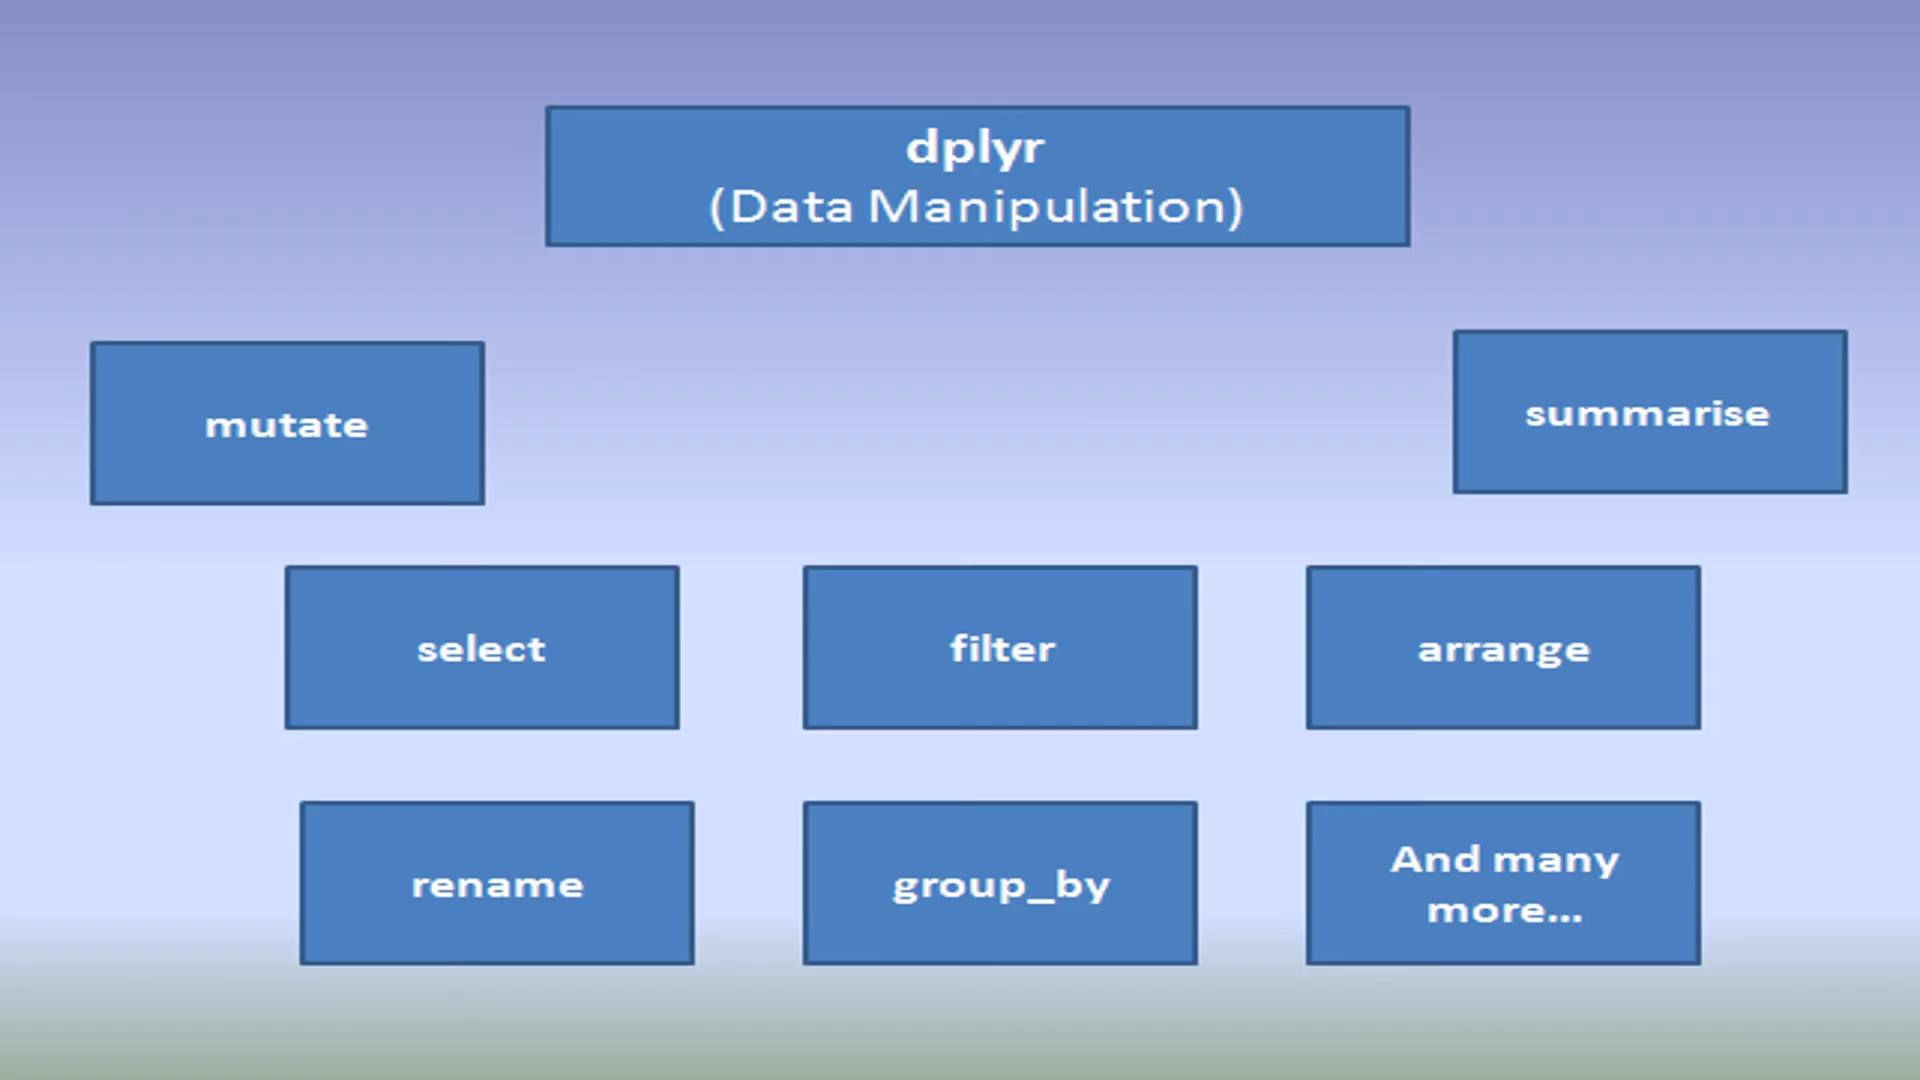 dplyr
(Data Manipulation)
mutate
summarise
select
filter
arrange
rename
group_by
And many
more...